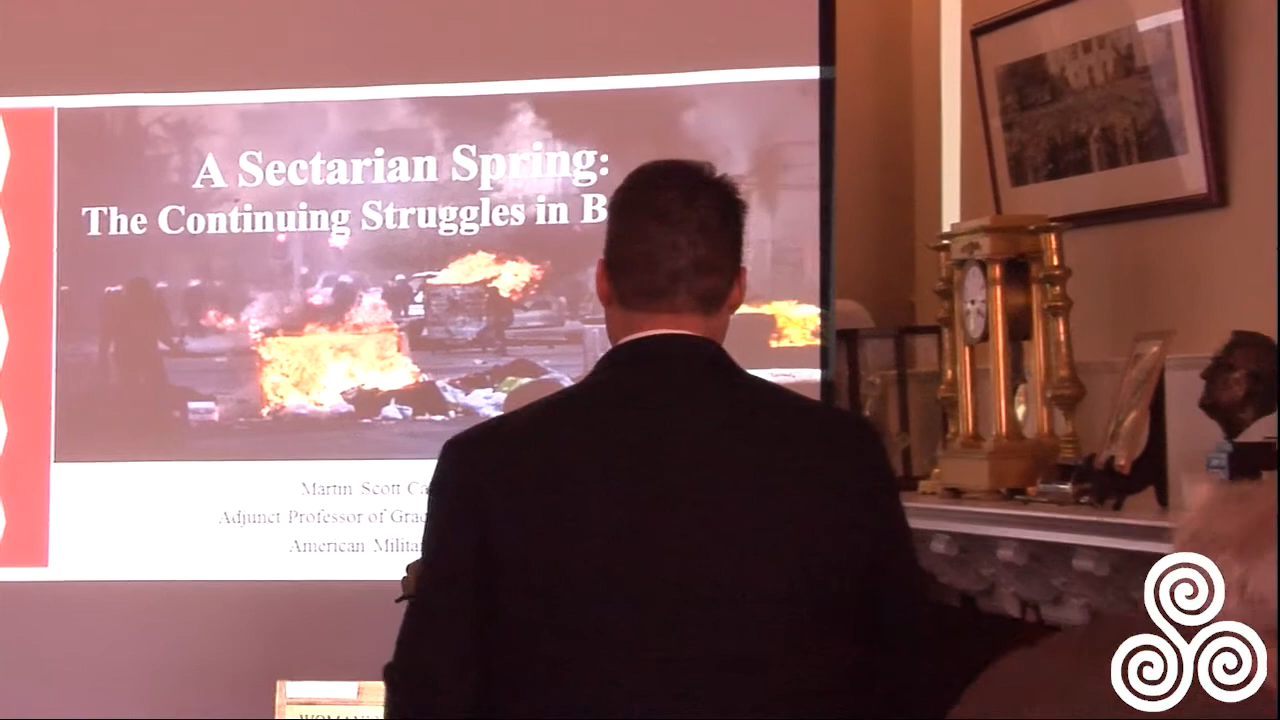 A Sectarian Spring:
The Continuing Struggles in B
Martin Scott Ca
Adjunct Professor of Grad
American Milita